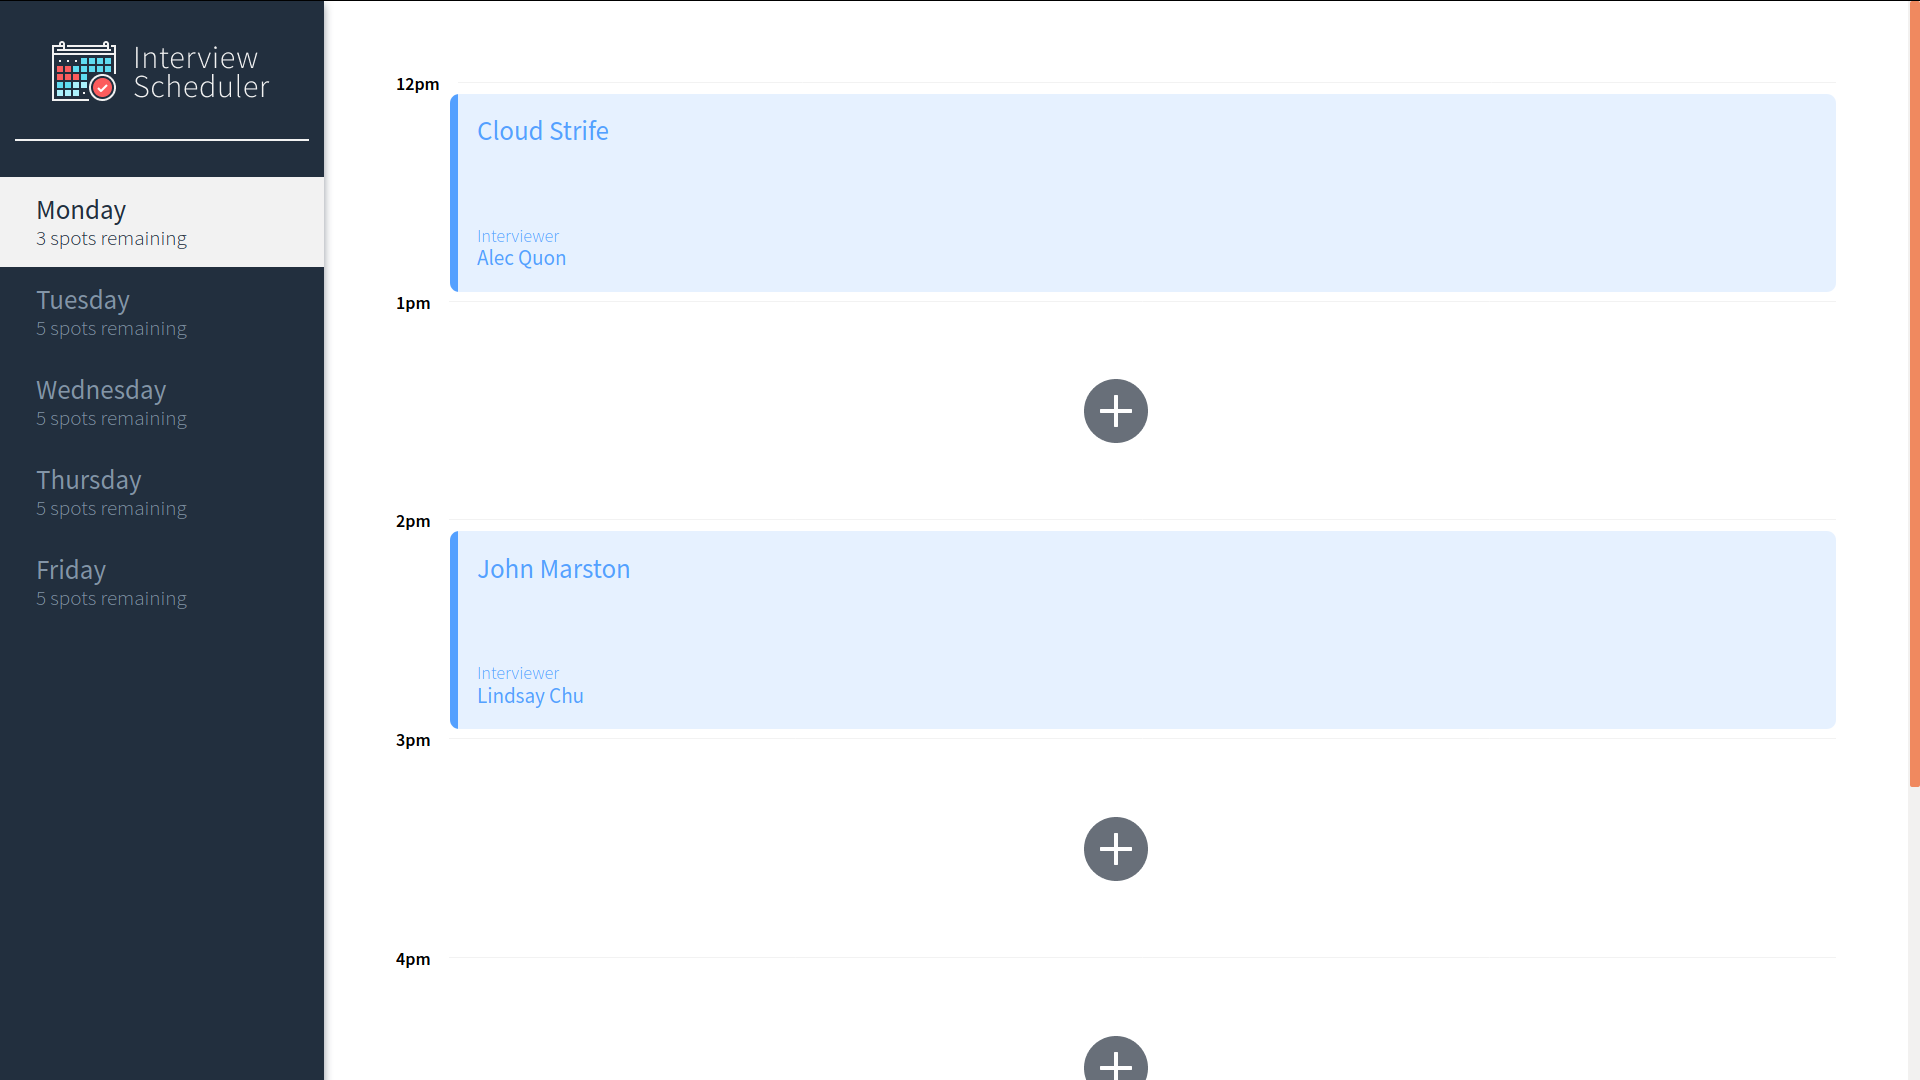 Interview
Scheduler
Monday
3 spots remaining
Tuesday
5 spots remaining
Wednesday
5 spots remaining
Thursday
5 spots remaining
Friday
5 spots remaining
12pm
Cloud Strife
Interviewer
Alec Quon
1pm
2pm
John Marston
Interviewer
Lindsay Chu
3pm
4pm